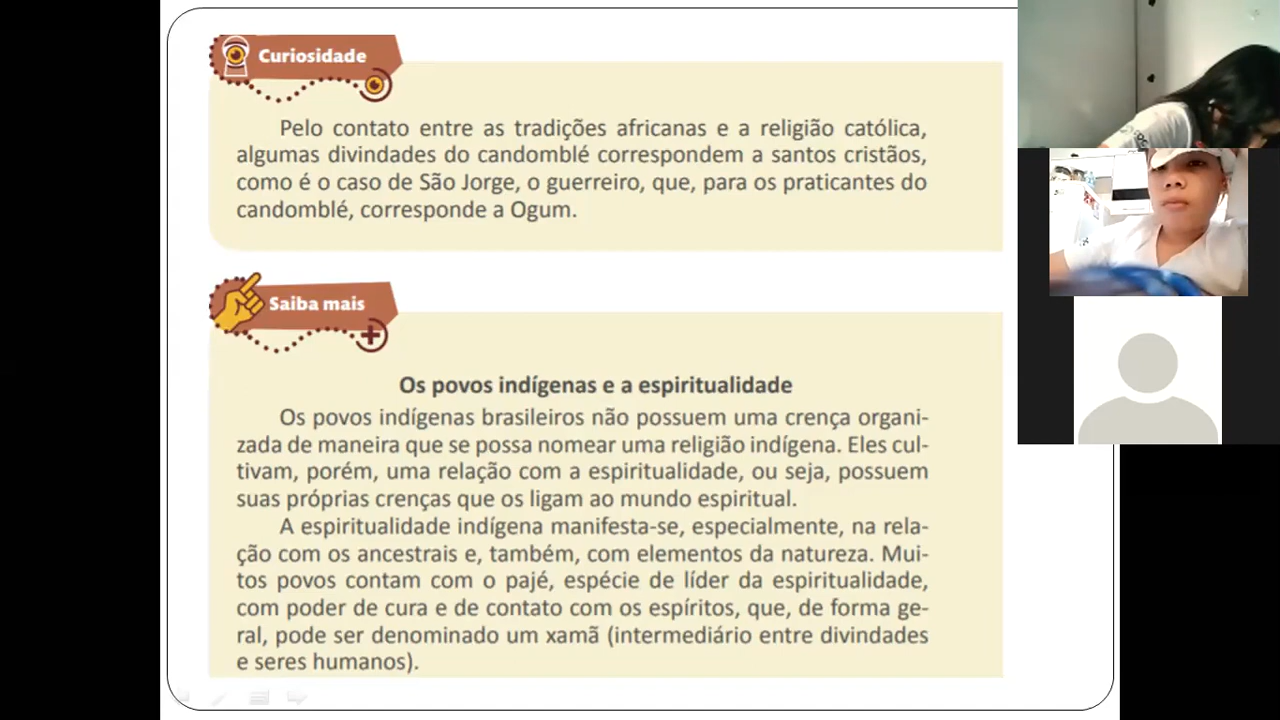 Curiosidade
Pelo contato entre as tradições africanas e a religião católica,
algumas divindades do candomblé correspondem a santos cristãos,
como é o caso de São Jorge, o guerreiro, que, para os praticantes do
candomblé, corresponde a Ogum.
Saiba mais
Os povos indígenas e a espiritualidade
Os povos indígenas brasileiros não possuem uma crença organi-
zada de maneira que se possa nomear uma religião indígena. Eles cul-
tivam, porém, uma relação com a espiritualidade, ou seja, possuem
suas próprias crenças que os ligam ao mundo espiritual.
A espiritualidade indígena manifesta-se, especialmente, na rela-
ção com os ancestrais e, também, com elementos da natureza. Mui-
tos povos contam com o pajé, espécie de líder da espiritualidade,
com poder de cura e de contato com os espíritos, que, de forma ge-
ral, pode ser denominado um xamã (intermediário entre divindades
e seres humanos).